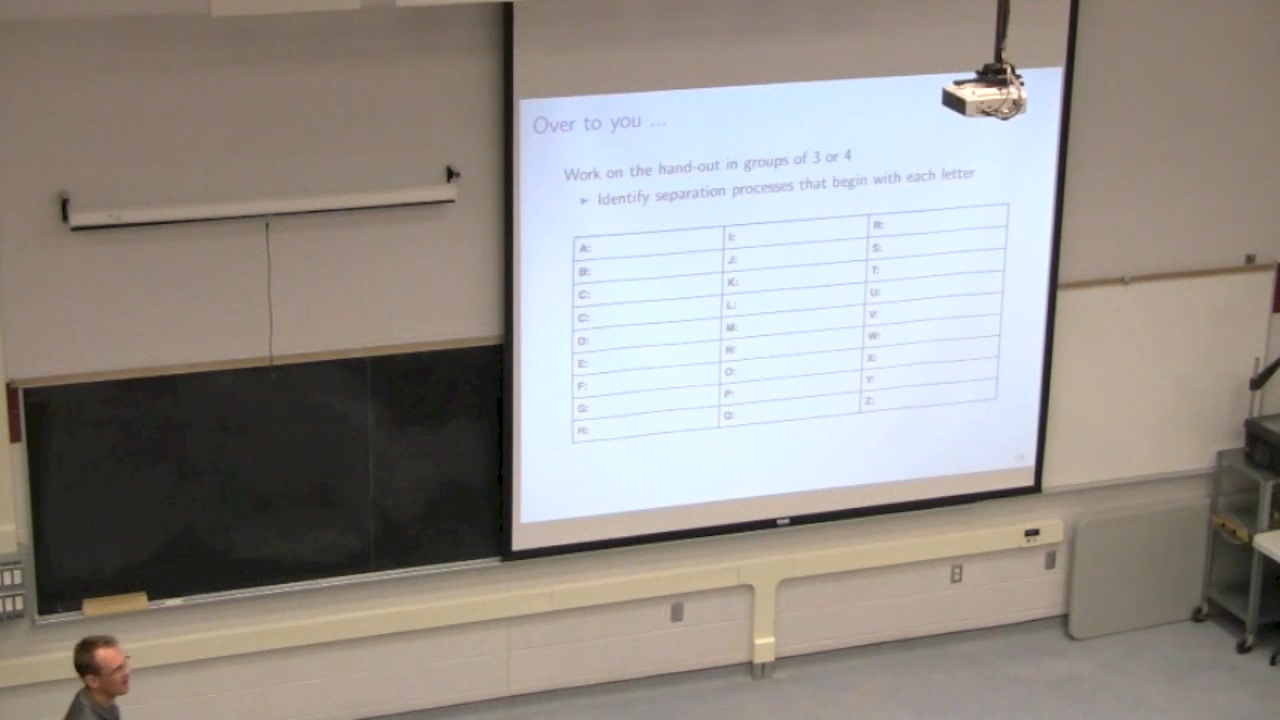 Over to you ...
Work on the hand-out in groups of 3 or 4
► Identify separation processes that begin with each letter
A:
B:
C:
C:
D:
E:
F:
G:
H:
I:
J:
K:
L:
M:
N:
O:
P:
Q:
R:
S:
T:
U:
V:
W:
X:
Y:
Z: